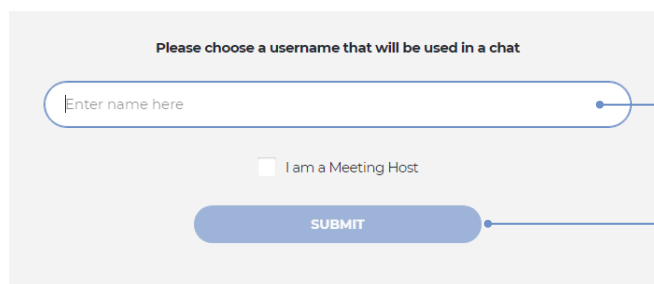 Please choose a username that will be used in a chat
Enter name here
I am a Meeting Host
SUBMIT